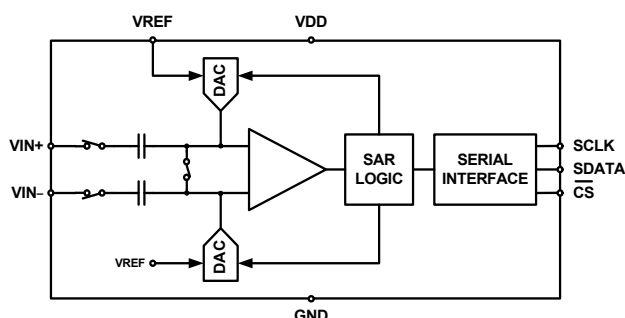 VREF
VDD
DAC
VIN+
SCLK
SAR
LOGIC
SERIAL
INTERFACE
SDATA
VIN–
CS
DAC
VREF
GND